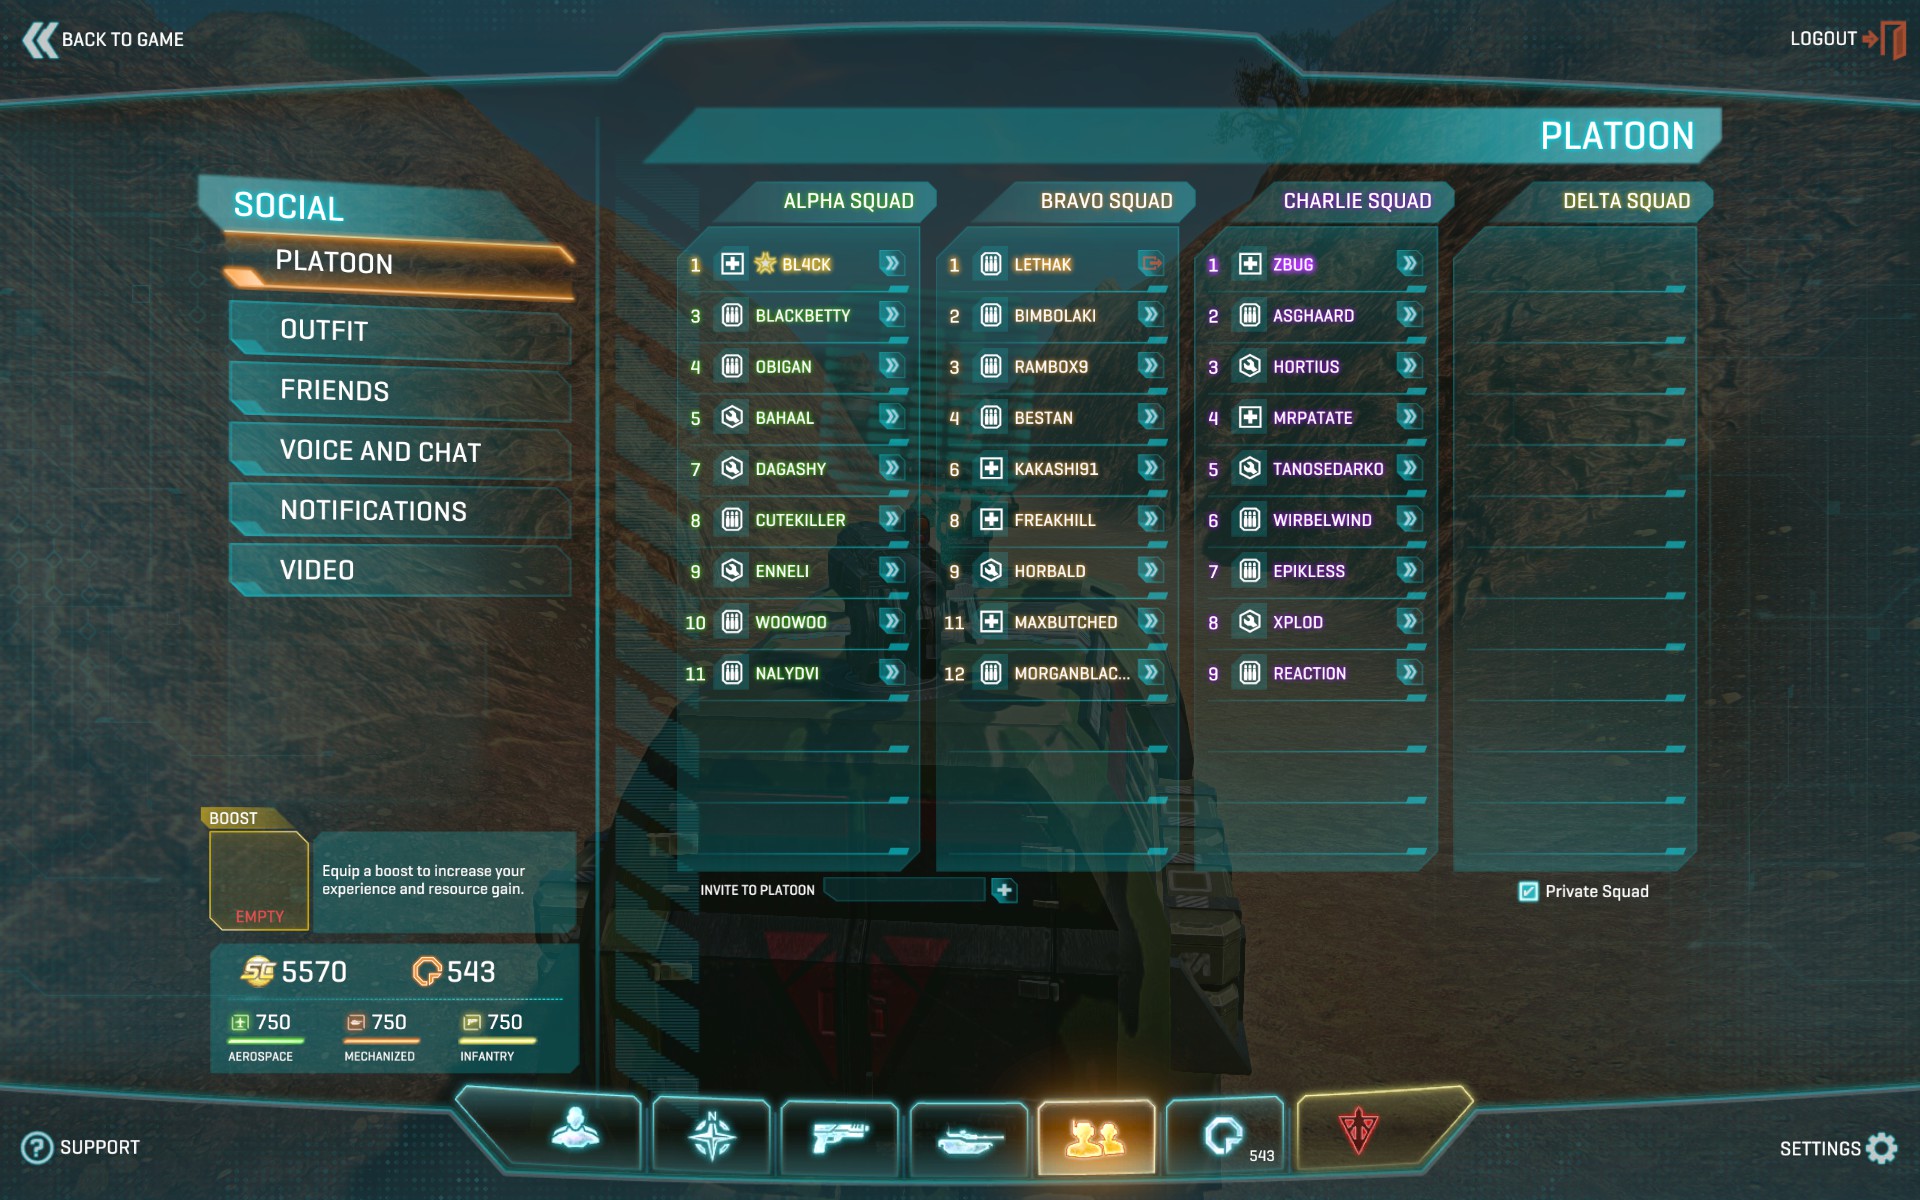 BACK TO GAME
LOGOUT
PLATOON
SOCIAL
PLATOON
OUTFIT
FRIENDS
VOICE AND CHAT
NOTIFICATIONS
VIDEO
ALPHA SQUAD
1 BL4CK
3 BLACKBETTY
4 OBIGAN
5 BAHAAL
7 DAGASHY
8 CUTEKILLER
9 ENNELI
10 WOOWOO
11 NALYDVI
BRAVO SQUAD
1 LETHAK
2 BIMBOLAKI
3 RAMBOX9
4 BESTAN
6 KAKASHI91
8 FREAKHILL
9 HORBALD
11 MAXBUTCHED
12 MORGANBLAC...
CHARLIE SQUAD
1 ZBUG
2 ASGHAARD
3 HORTIUS
4 MRPATATE
5 TANOSEDARKO
6 WIRBELWIND
7 EPIKLESS
8 XPLOD
9 REACTION
DELTA SQUAD
INVITE TO PLATOON
Private Squad
BOOST
EMPTY
Equip a boost to increase your
experience and resource gain.
SC 5570 543
750 750 750
AEROSPACE MECHANIZED INFANTRY
SUPPORT
N
543
SETTINGS